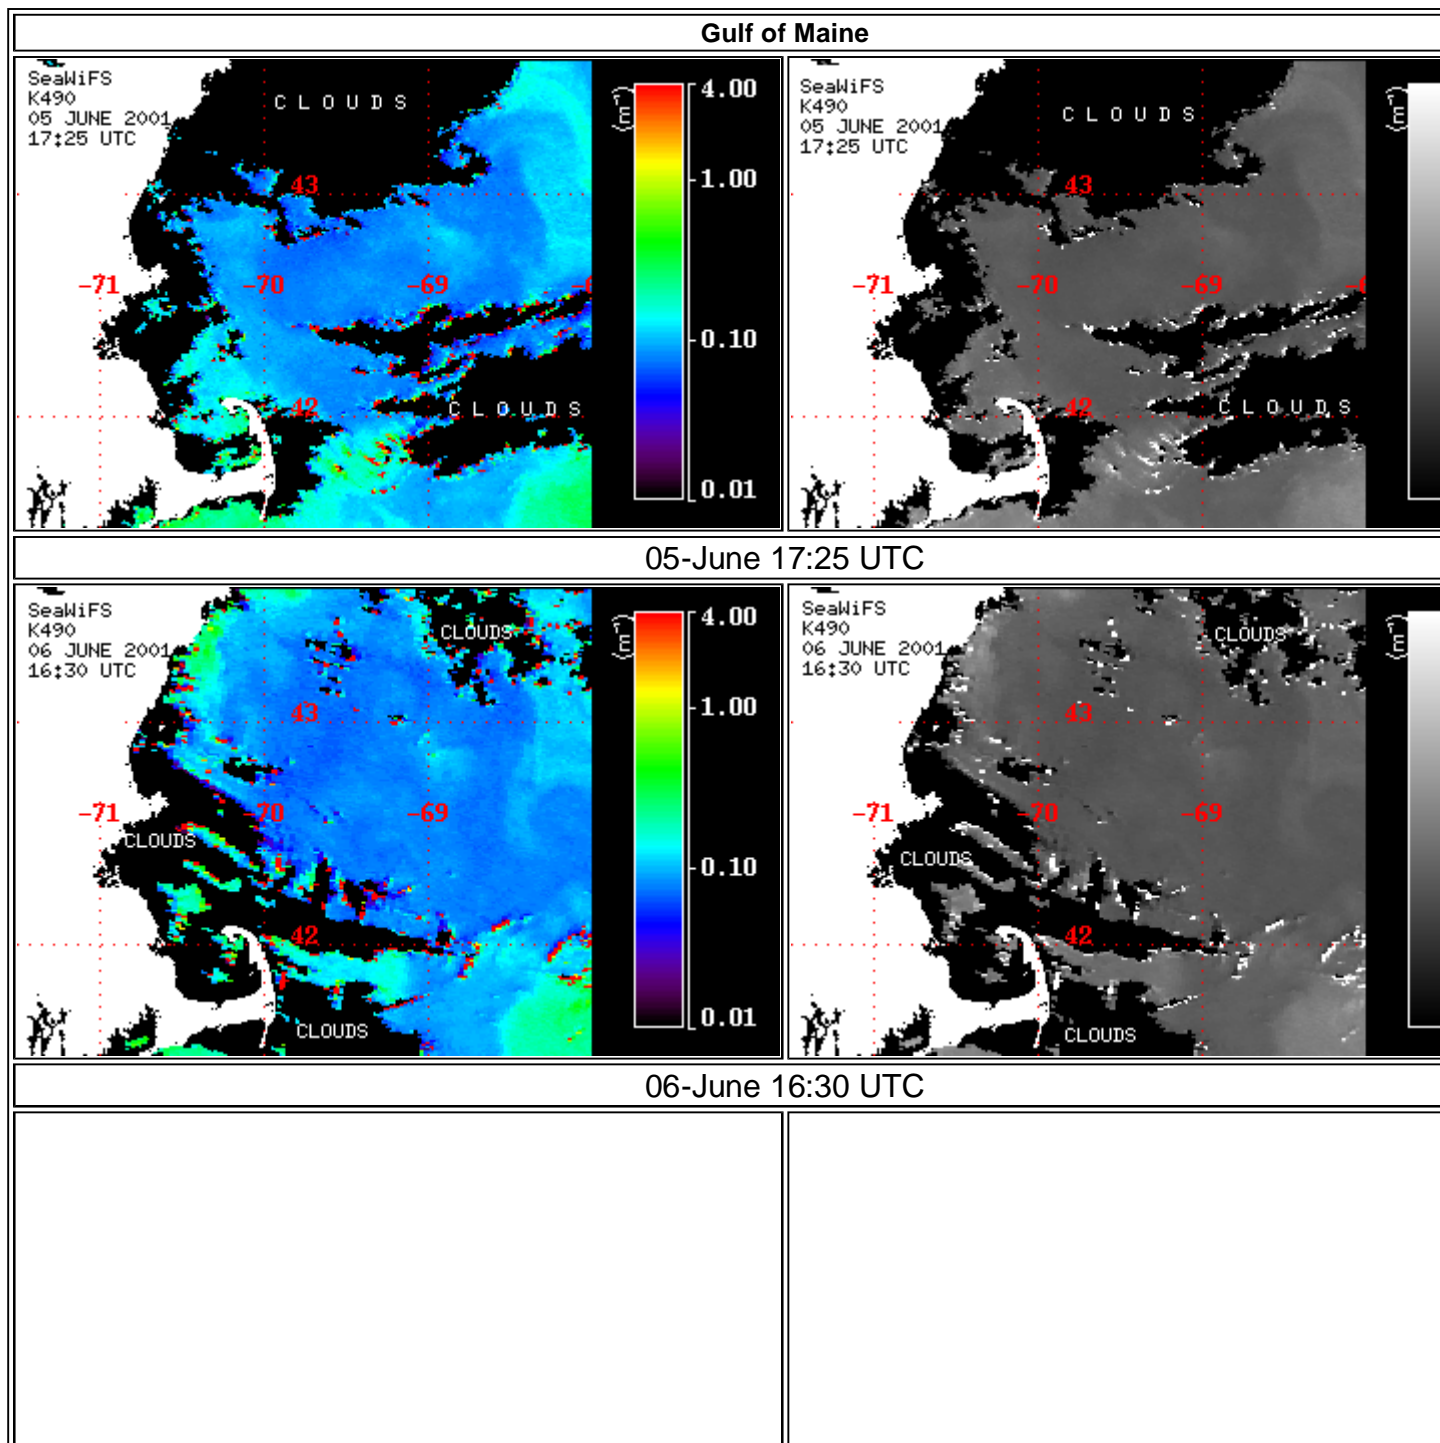 Gulf of Maine
SeaWiFS
K490
05 JUNE 2001
17:25 UTC
CLOUDS
43
-71
-70
-69
42
CLOUDS
(m⁻¹)
4.00
1.00
0.10
0.01
SeaWiFS
K490
05 JUNE 2001
17:25 UTC
CLOUDS
43
-71
-70
-69
42
CLOUDS
05-June 17:25 UTC
SeaWiFS
K490
06 JUNE 2001
16:30 UTC
CLOUDS
43
-71
-70
-69
CLOUDS
42
CLOUDS
(m⁻¹)
4.00
1.00
0.10
0.01
SeaWiFS
K490
06 JUNE 2001
16:30 UTC
CLOUDS
43
-71
-70
-69
CLOUDS
42
CLOUDS
06-June 16:30 UTC